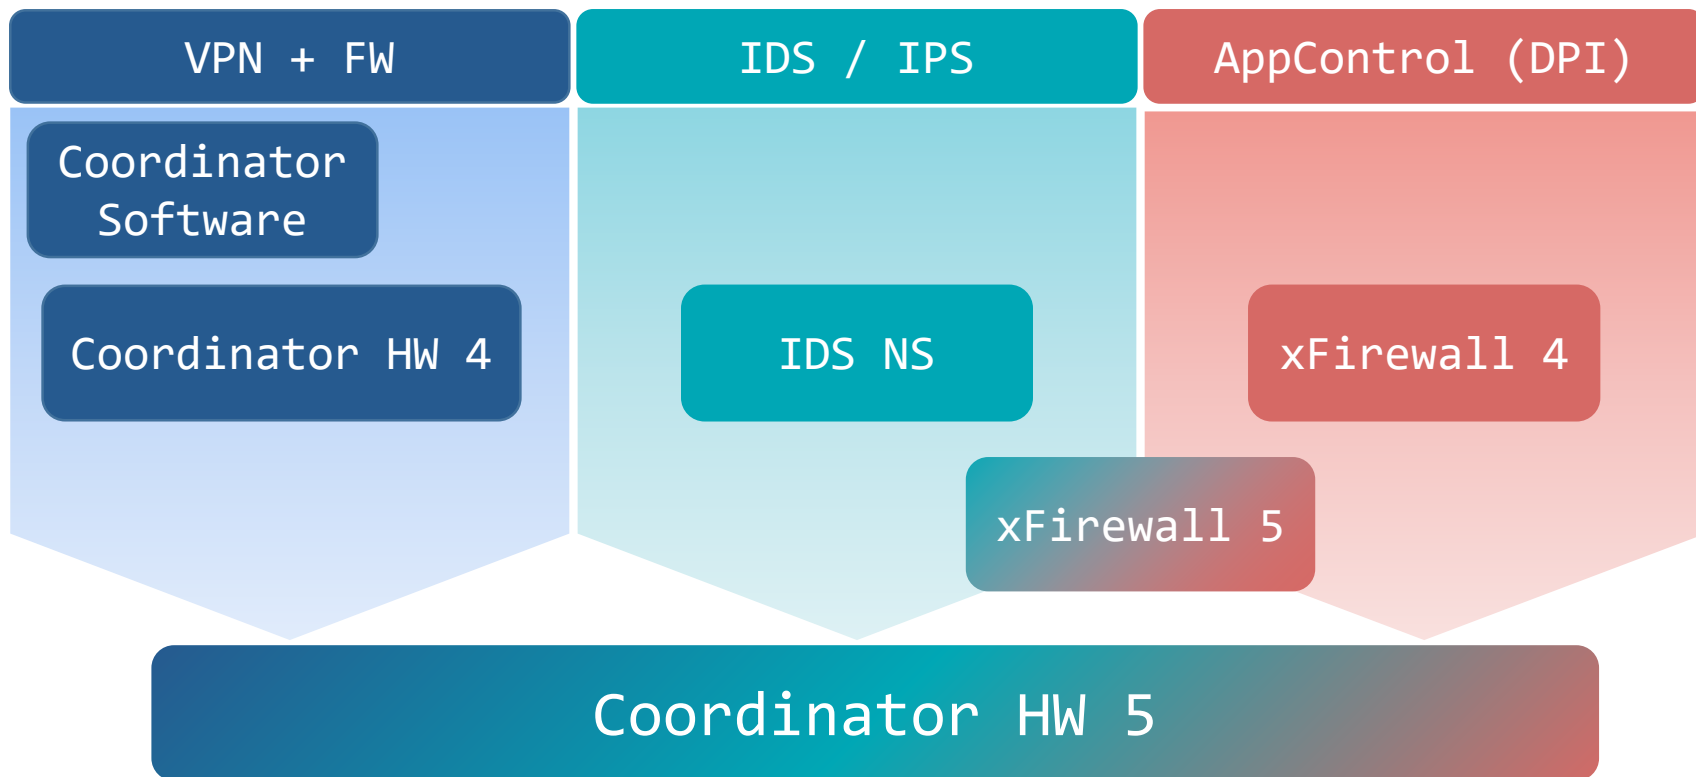 VPN + FW
IDS / IPS
AppControl (DPI)
Coordinator
Software
Coordinator HW 4
IDS NS
xFirewall 4
xFirewall 5
Coordinator HW 5